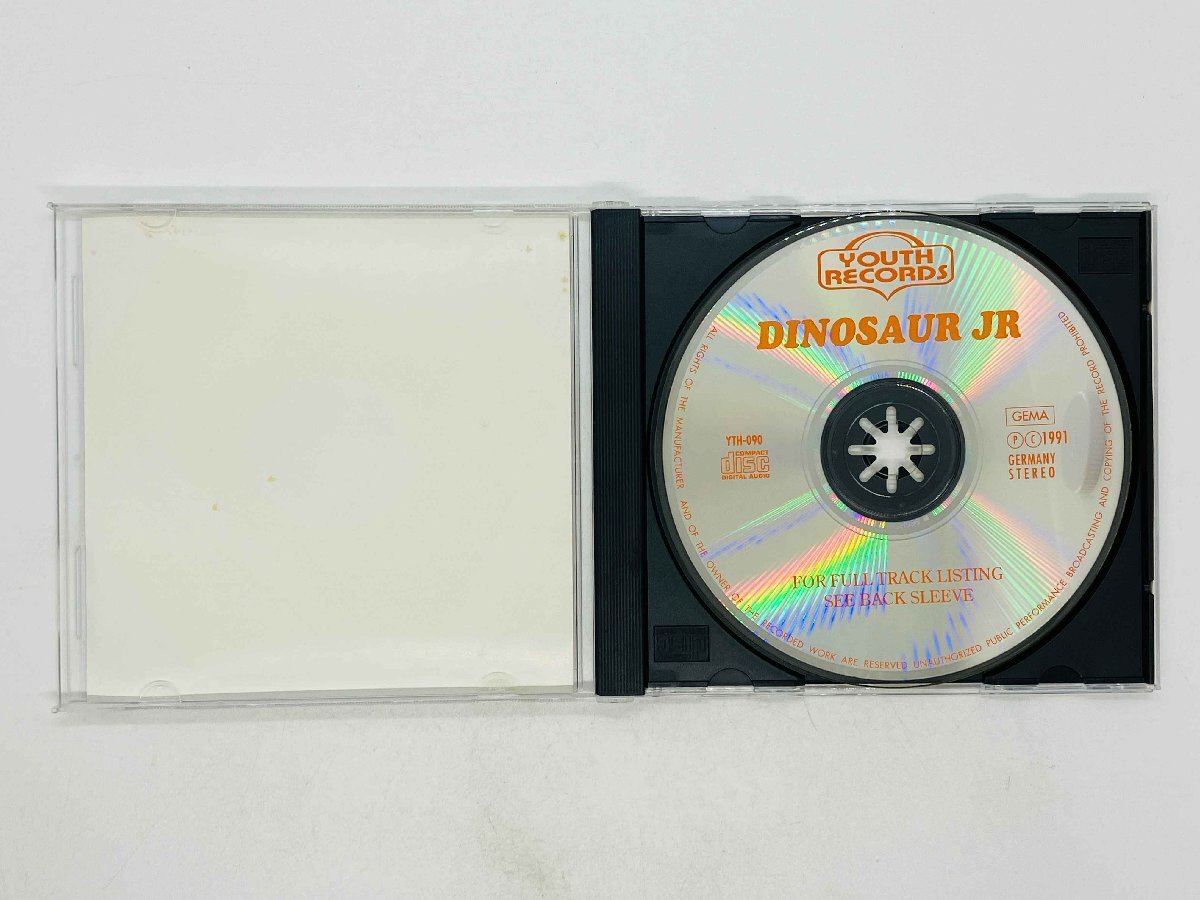 YOUTH
RECORDS
DINOSAUR JR
YTH-090
COMPACT
disc
DIGITAL AUDIO
GEMA
Ⓟ Ⓒ 1991
GERMANY
STEREO
FOR FULL TRACK LISTING
SEE BACK SLEEVE
ALL RIGHTS OF THE MANUFACTURER AND OF THE OWNER OF THE RECORDED WORK ARE RESERVED UNAUTHORIZED PUBLIC PERFORMANCE BROADCASTING AND COPYING OF THE RECORD PROHIBITED